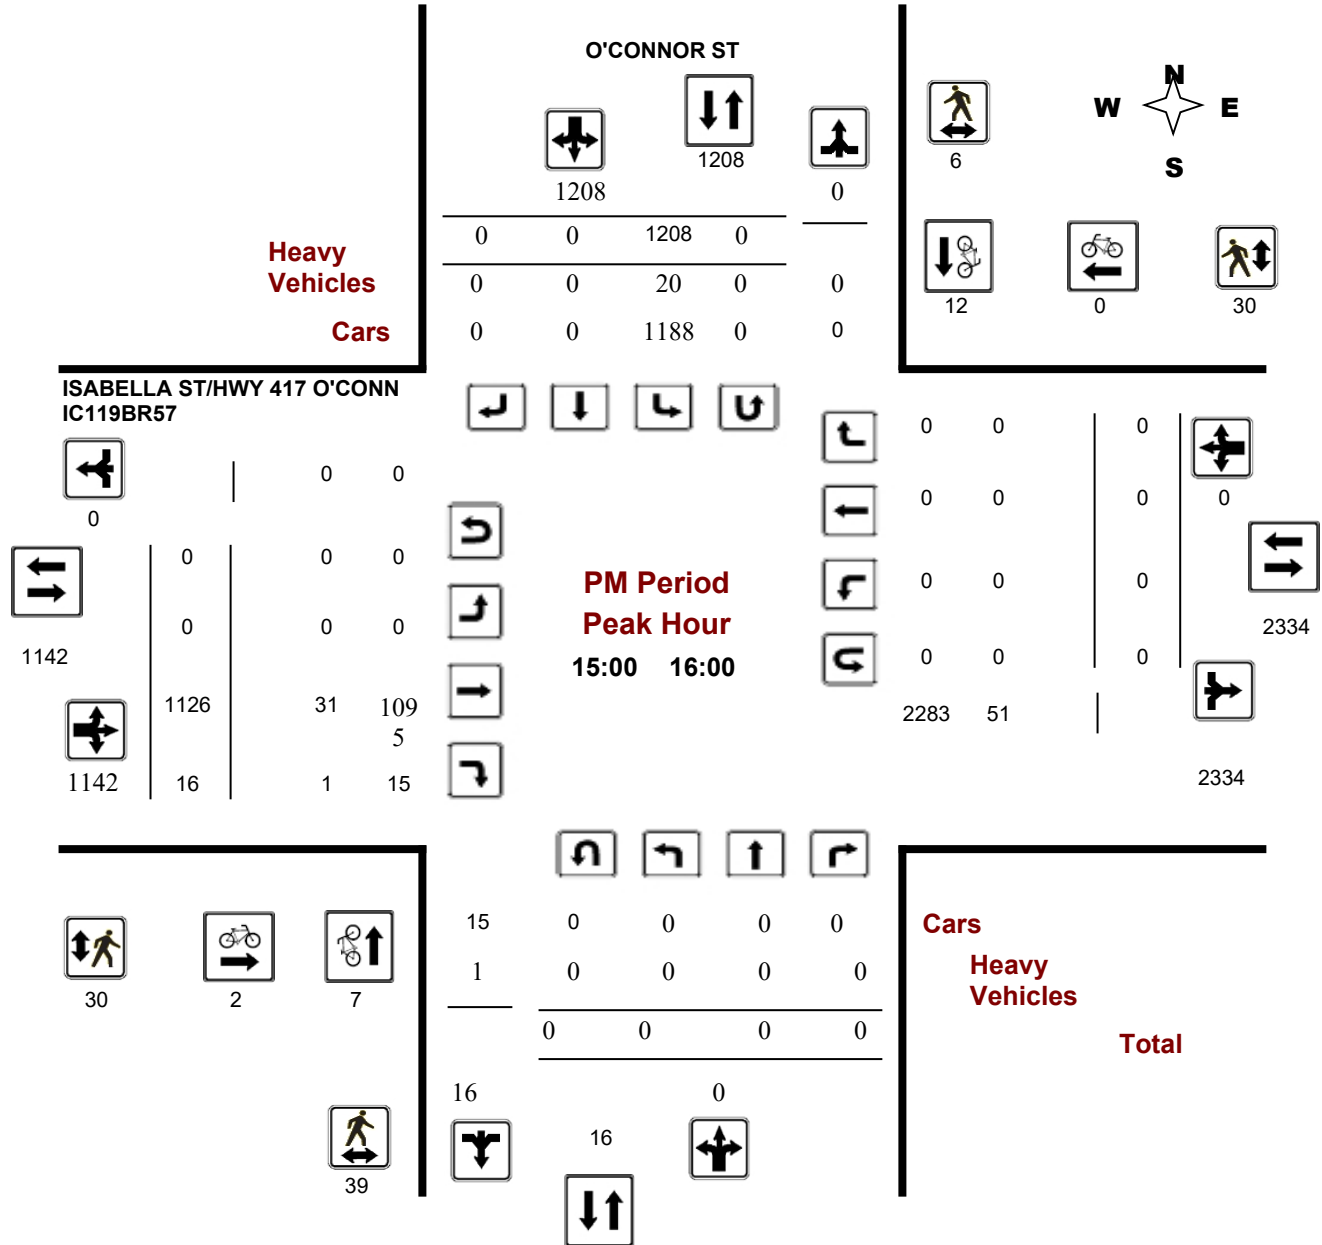 O'CONNOR ST
N
W E
S
1208
6
1208 0
0 0 1208 0
Heavy
Vehicles
0 0 20 0 0
12 0 30
Cars
0 0 1188 0 0
ISABELLA ST/HWY 417 O'CONN
IC119BR57
0 0 0
0 0
0
0 0 0 0
0 0 0
PM Period
0 0 0
Peak Hour
0 0 0
2334
1142
15:00 16:00
0 0 0
1126 31 109
5
2283 51
1142 16 1 15
2334
15 0 0 0 0
Cars
1 0 0 0 0
Heavy
Vehicles
30 2 7
0 0 0 0
Total
16 0
16
39